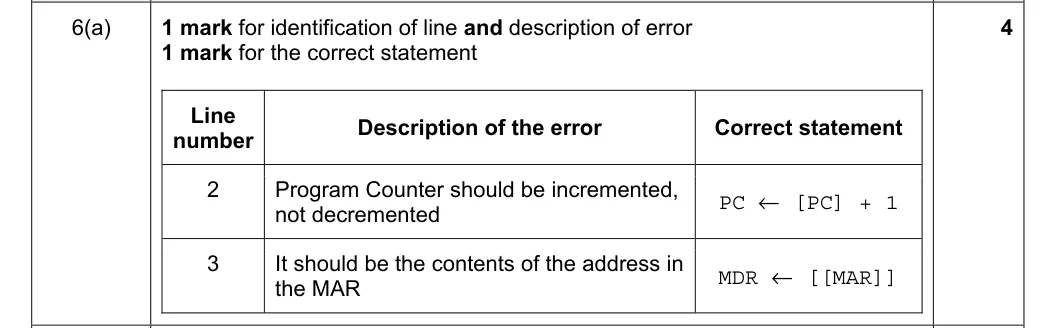 6(a)
1 mark for identification of line and description of error
4
1 mark for the correct statement
Line number
Description of the error
Correct statement
2
Program Counter should be incremented,
not decremented
PC ← [PC] + 1
3
It should be the contents of the address in
the MAR
MDR ← [[MAR]]